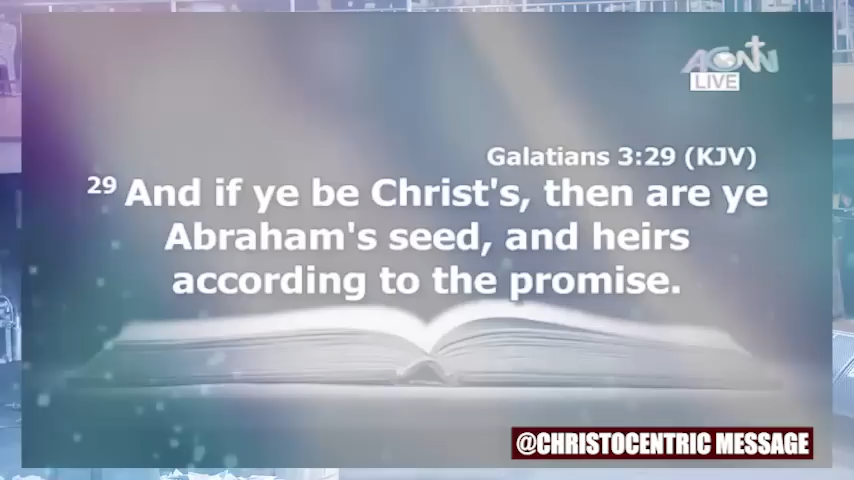 ACNN
LIVE
Galatians 3:29 (KJV)
29 And if ye be Christ's, then are ye
Abraham's seed, and heirs
according to the promise.
@CHRISTOCENTRIC MESSAGE